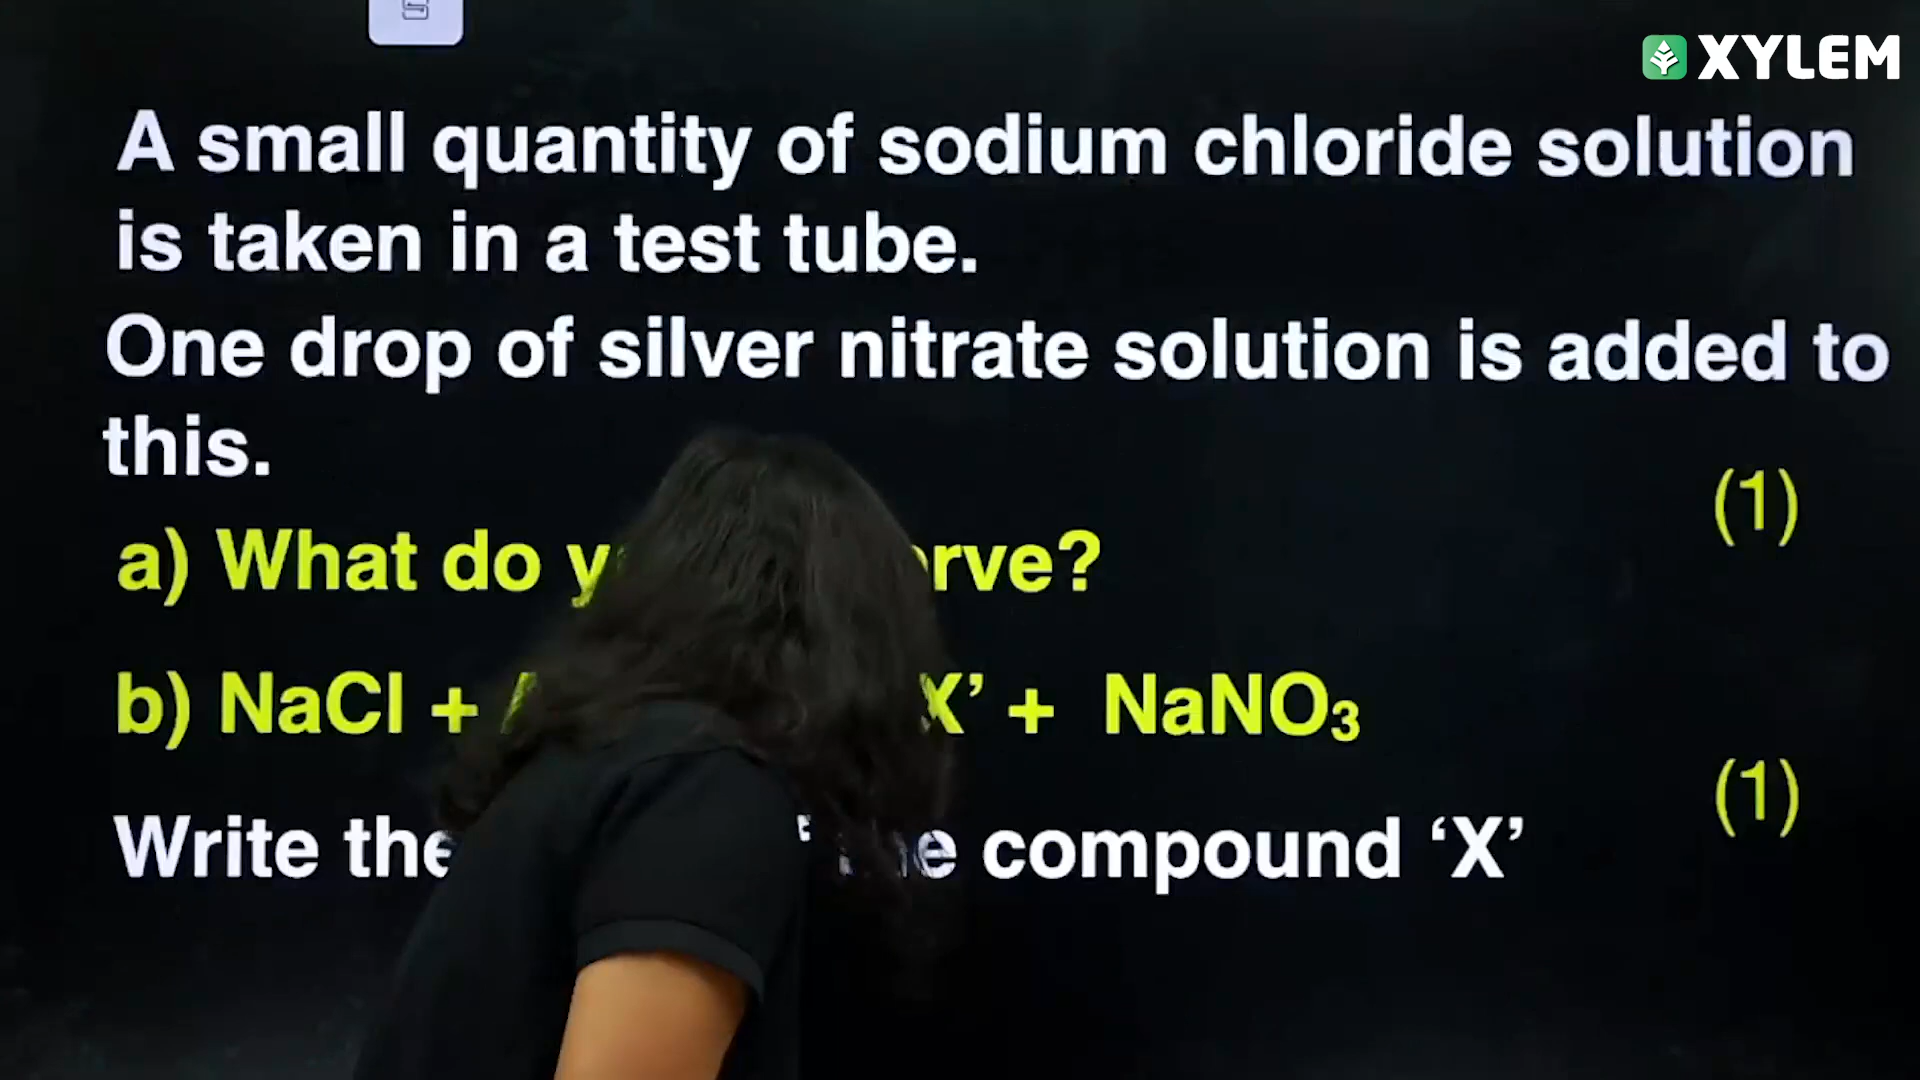 XYLEM
A small quantity of sodium chloride solution
is taken in a test tube.
One drop of silver nitrate solution is added to
this.
(1)
a) What do
b) NaCl + X’ + NaNO₃
(1)
Write the compound ‘X’